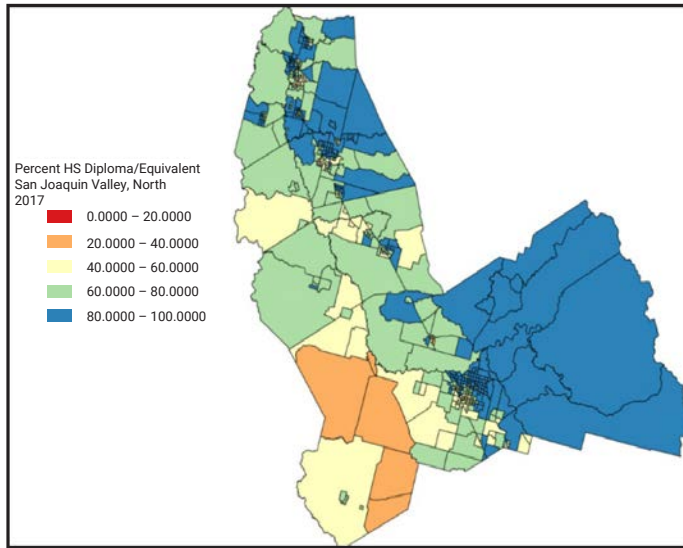 Percent HS Diploma/Equivalent
San Joaquin Valley, North
2017
0.0000 – 20.0000
20.0000 – 40.0000
40.0000 – 60.0000
60.0000 – 80.0000
80.0000 – 100.0000